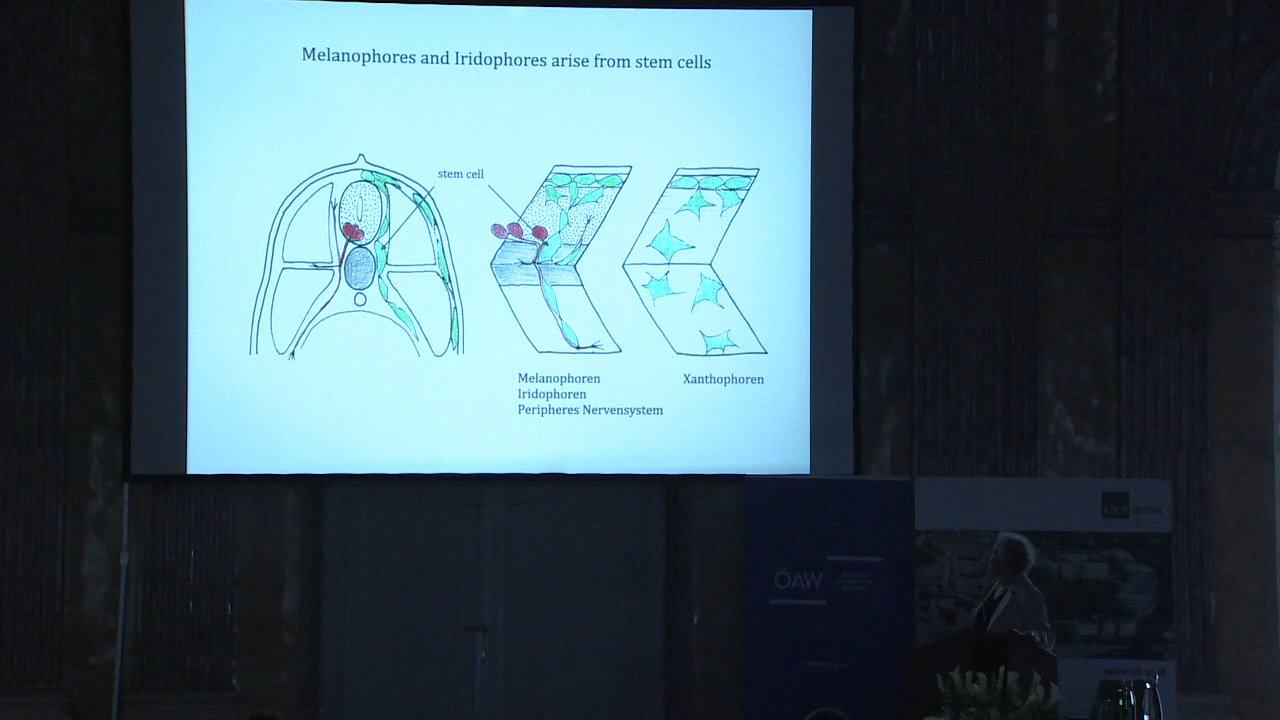 Melanophores and Iridophores arise from stem cells
stem cell
Melanophoren
Iridophoren
Peripheres Nervensystem
Xanthophoren
ÖAW